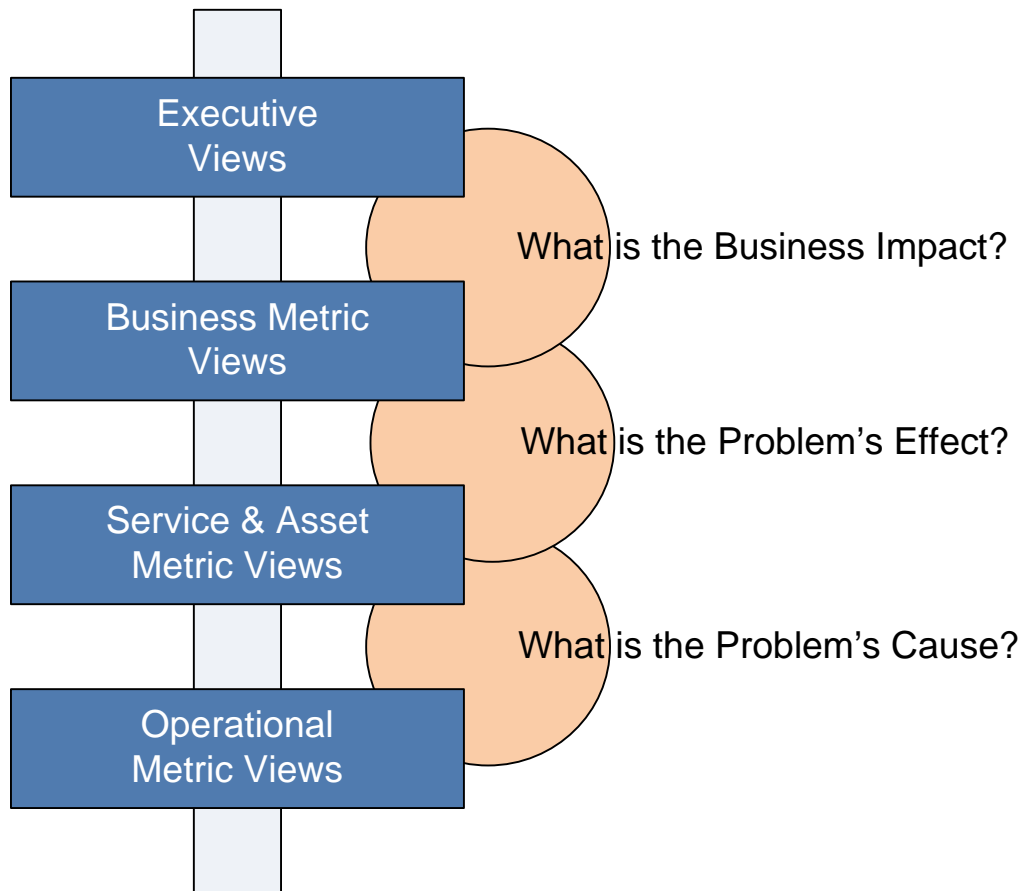 Executive
Views
What is the Business Impact?
Business Metric
Views
What is the Problem’s Effect?
Service & Asset
Metric Views
What is the Problem’s Cause?
Operational
Metric Views